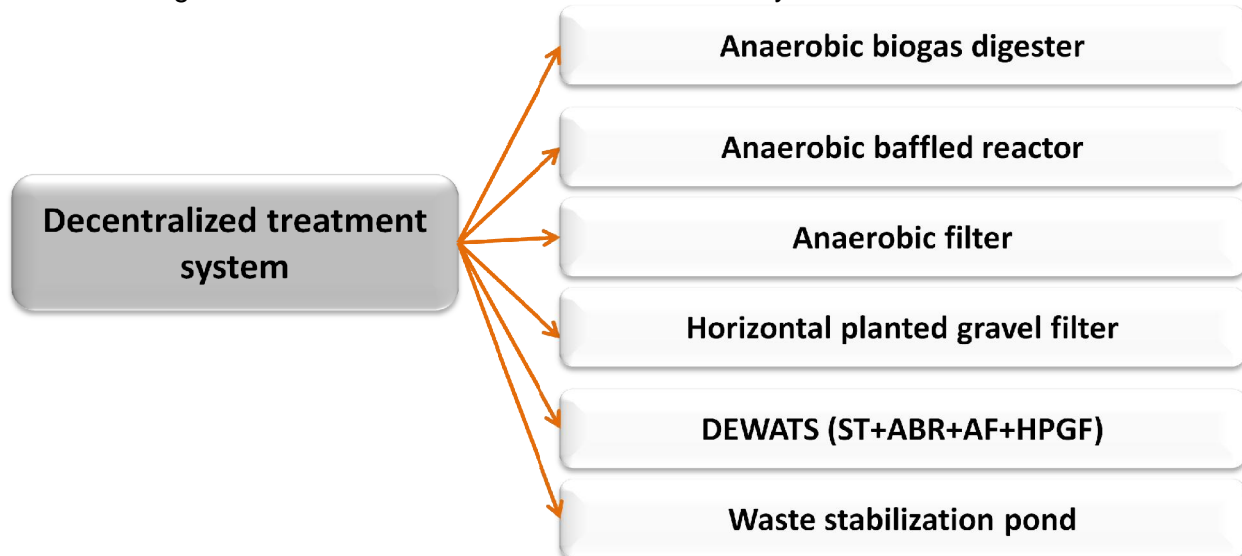 Anaerobic biogas digester
Anaerobic baffled reactor
Decentralized treatment
system
Anaerobic filter
Horizontal planted gravel filter
DEWATS (ST+ABR+AF+HPGF)
Waste stabilization pond